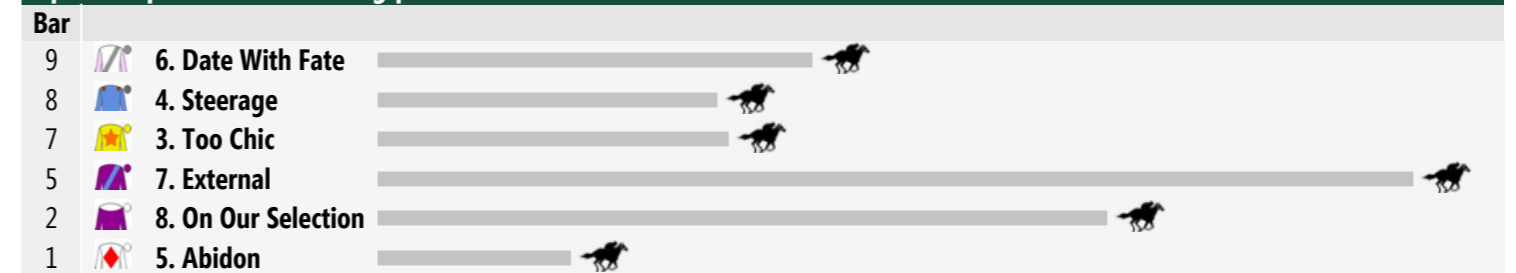 Bar
9 6. Date With Fate
8 4. Steerage
7 3. Too Chic
5 7. External
2 8. On Our Selection
1 5. Abidon